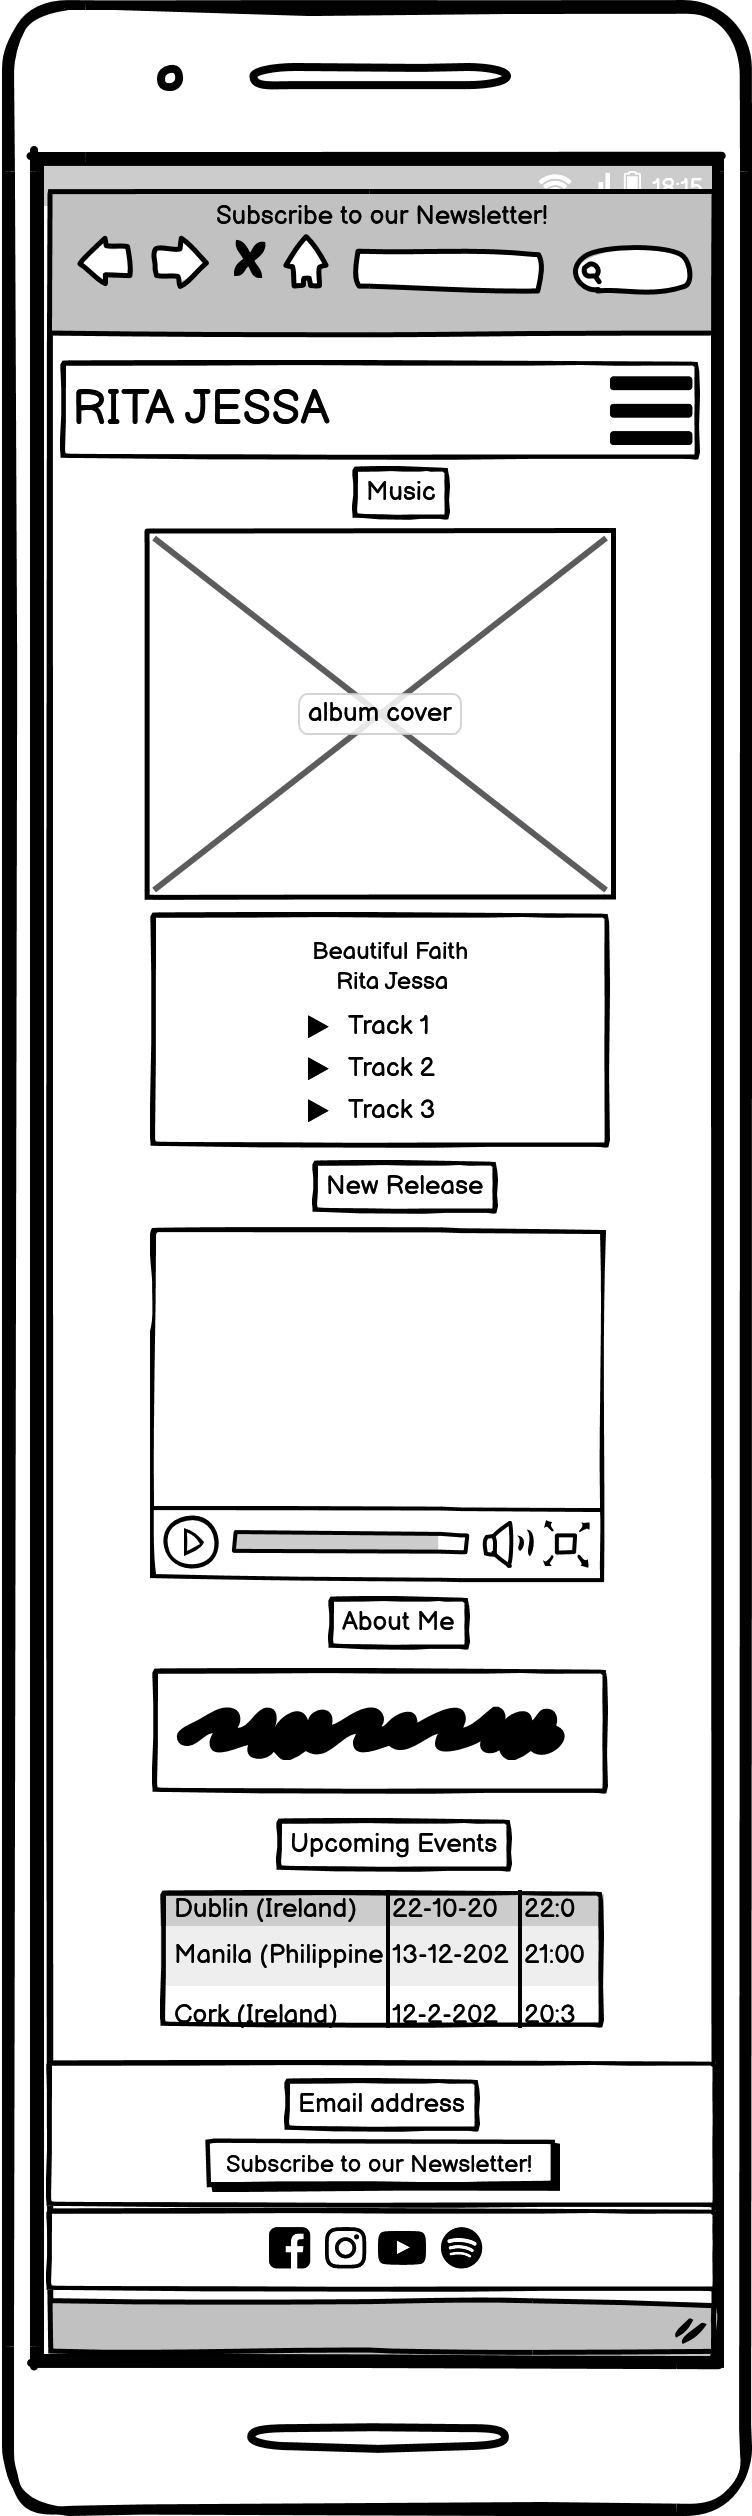 18:15
Subscribe to our Newsletter!
RITA JESSA
Music
album cover
Beautiful Faith
Rita Jessa
Track 1
Track 2
Track 3
New Release
About Me
Upcoming Events
Dublin (Ireland) 22-10-20 22:0
Manila (Philippine 13-12-202 21:00
Cork (Ireland) 12-2-202 20:3
Email address
Subscribe to our Newsletter!